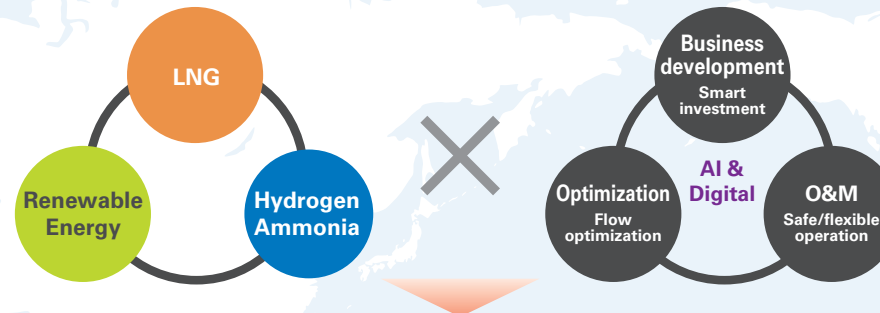 LNG
Renewable
Energy
Hydrogen
Ammonia
Business
development
Smart
investment
AI &
Digital
Optimization
Flow
optimization
O&M
Safe/flexible
operation